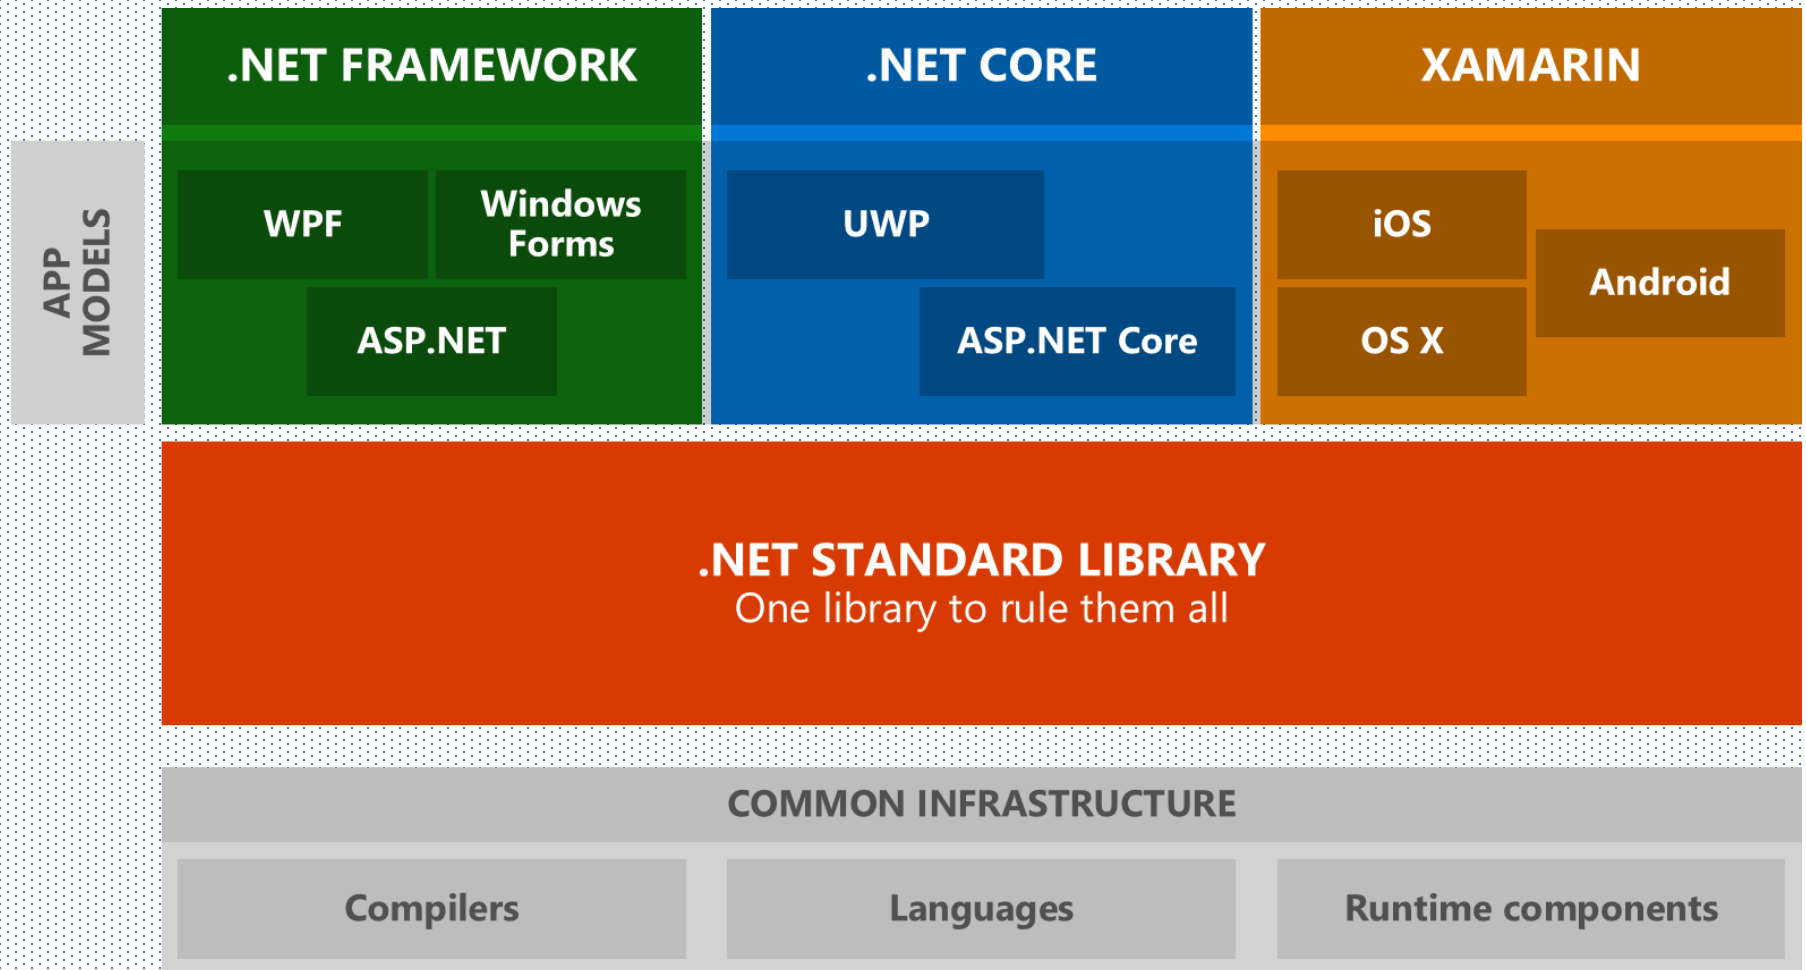 .NET FRAMEWORK
.NET CORE
XAMARIN
APP
MODELS
WPF
Windows
Forms
ASP.NET
UWP
ASP.NET Core
iOS
Android
OS X
.NET STANDARD LIBRARY
One library to rule them all
COMMON INFRASTRUCTURE
Compilers
Languages
Runtime components